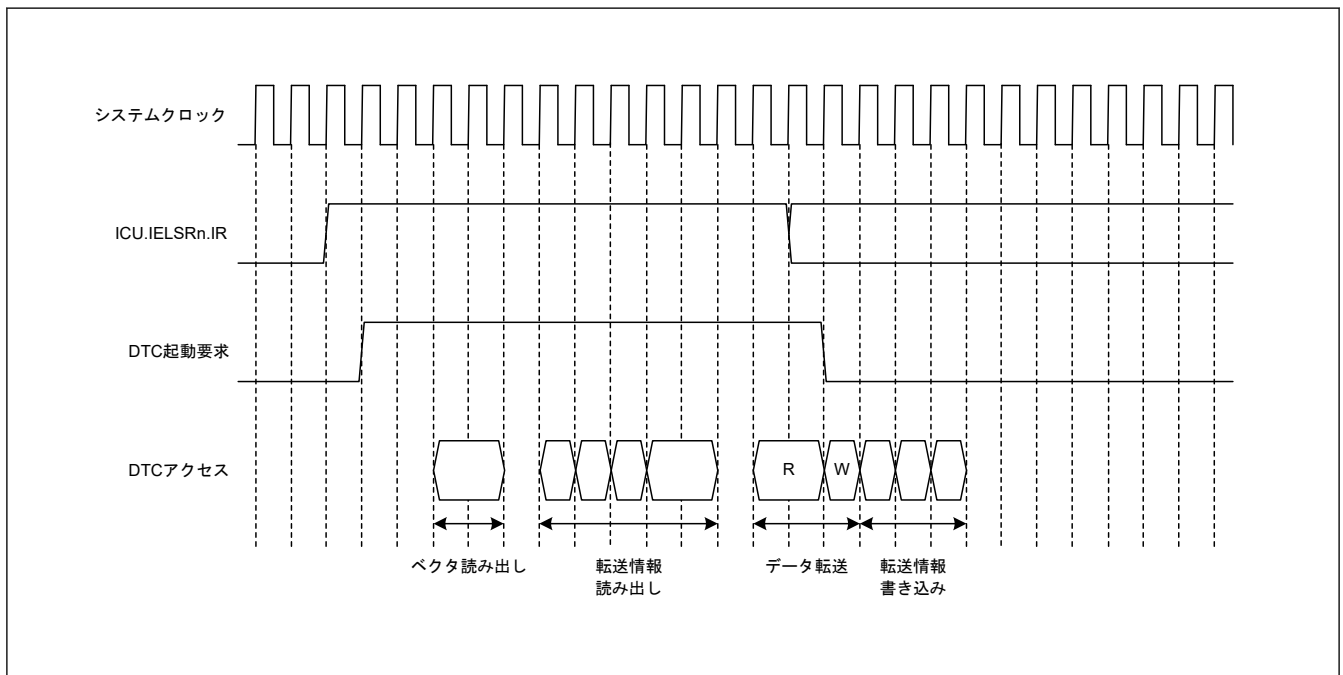 システムクロック
ICU.IELSRn.IR
DTC起動要求
DTCアクセス
R
W
ベクタ読み出し
転送情報
読み出し
データ転送
転送情報
書き込み